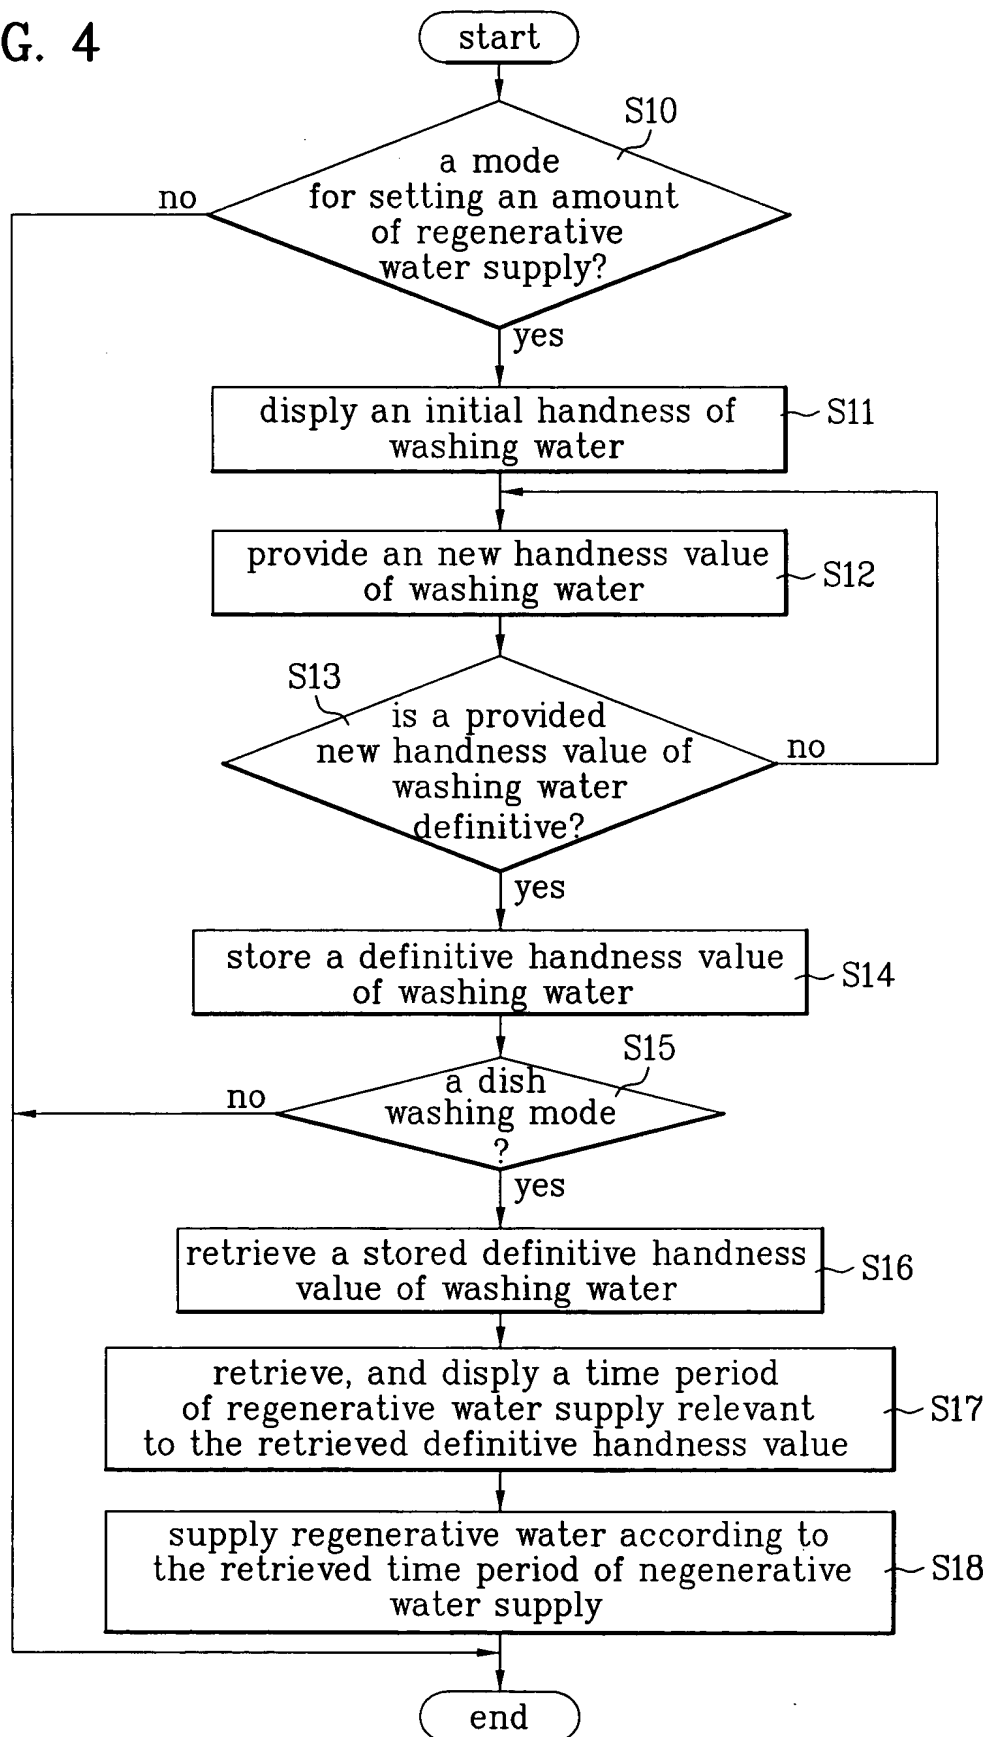 G. 4
start
S10
a mode
for setting an amount
of regenerative
water supply?
no
yes
disply an initial handness of
washing water
S11
provide an new handness value
of washing water
S12
S13
is a provided
new handness value of
washing water
definitive?
no
yes
store a definitive handness value
of washing water
S14
S15
a dish
washing mode
?
no
yes
retrieve a stored definitive handness
value of washing water
S16
retrieve, and disply a time period
of regenerative water supply relevant
to the retrieved definitive handness value
S17
supply regenerative water according to
the retrieved time period of negenerative
water supply
S18
end